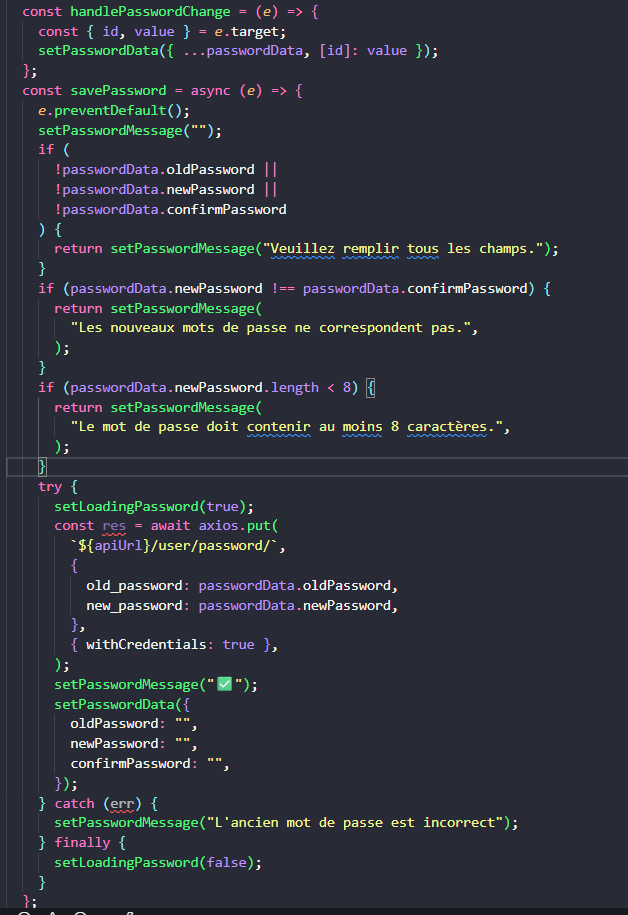 const handlePasswordChange = (e) => {
const { id, value } = e.target;
setPasswordData({ ...passwordData, [id]: value });
};
const savePassword = async (e) => {
e.preventDefault();
setPasswordMessage("");
if (
!passwordData.oldPassword ||
!passwordData.newPassword ||
!passwordData.confirmPassword
) {
return setPasswordMessage("Veuillez remplir tous les champs.");
}
if (passwordData.newPassword !== passwordData.confirmPassword) {
return setPasswordMessage(
"Les nouveaux mots de passe ne correspondent pas.",
);
}
if (passwordData.newPassword.length < 8) {
return setPasswordMessage(
"Le mot de passe doit contenir au moins 8 caractères.",
);
}
try {
setLoadingPassword(true);
const res = await axios.put(
`${apiUrl}/user/password/`,
{
old_password: passwordData.oldPassword,
new_password: passwordData.newPassword,
},
{ withCredentials: true },
);
setPasswordMessage("✅");
setPasswordData({
oldPassword: "",
newPassword: "",
confirmPassword: "",
});
} catch (err) {
setPasswordMessage("L'ancien mot de passe est incorrect");
} finally {
setLoadingPassword(false);
}
};